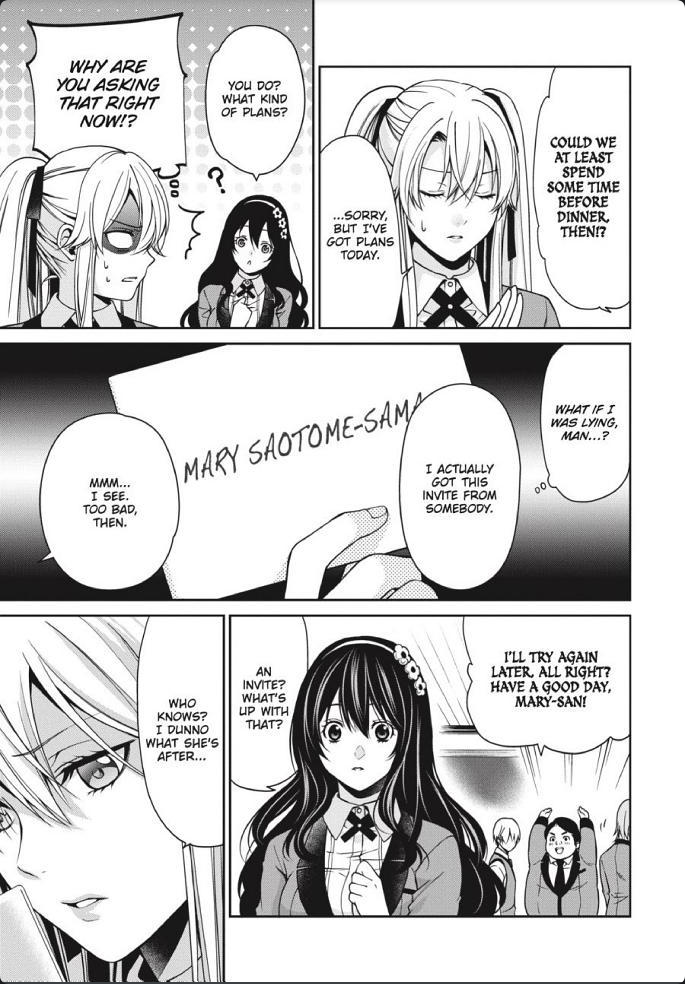 COULD WE
AT LEAST
SPEND
SOME TIME
BEFORE
DINNER,
THEN!?
...SORRY,
BUT I'VE
GOT PLANS
TODAY.
YOU DO?
WHAT KIND
OF PLANS?
?
WHY ARE
YOU ASKING
THAT RIGHT
NOW!?
WHAT IF I
WAS LYING,
MAN...?
I ACTUALLY
GOT THIS
INVITE FROM
SOMEBODY.
MARY SAOTOME-SAMA
MMM...
I SEE.
TOO BAD,
THEN.
I'LL TRY AGAIN
LATER, ALL RIGHT?
HAVE A GOOD DAY,
MARY-SAN!
AN
INVITE?
WHAT'S
UP WITH
THAT?
WHO
KNOWS?
I DUNNO
WHAT SHE'S
AFTER...